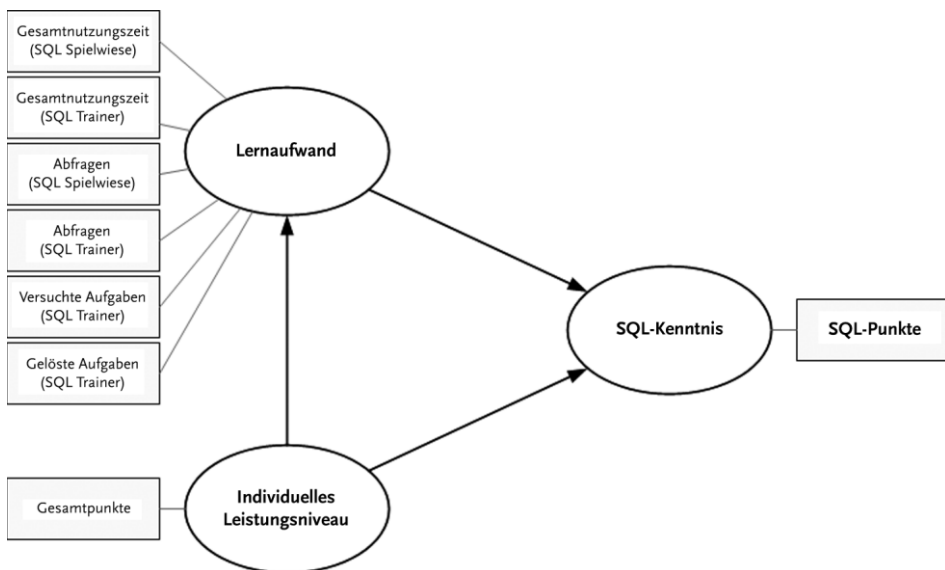 Gesamtnutzungszeit
(SQL Spielwiese)
Gesamtnutzungszeit
(SQL Trainer)
Abfragen
(SQL Spielwiese)
Abfragen
(SQL Trainer)
Versuchte Aufgaben
(SQL Trainer)
Gelöste Aufgaben
(SQL Trainer)
Lernaufwand
SQL-Kenntnis
SQL-Punkte
Gesamtpunkte
Individuelles
Leistungsniveau